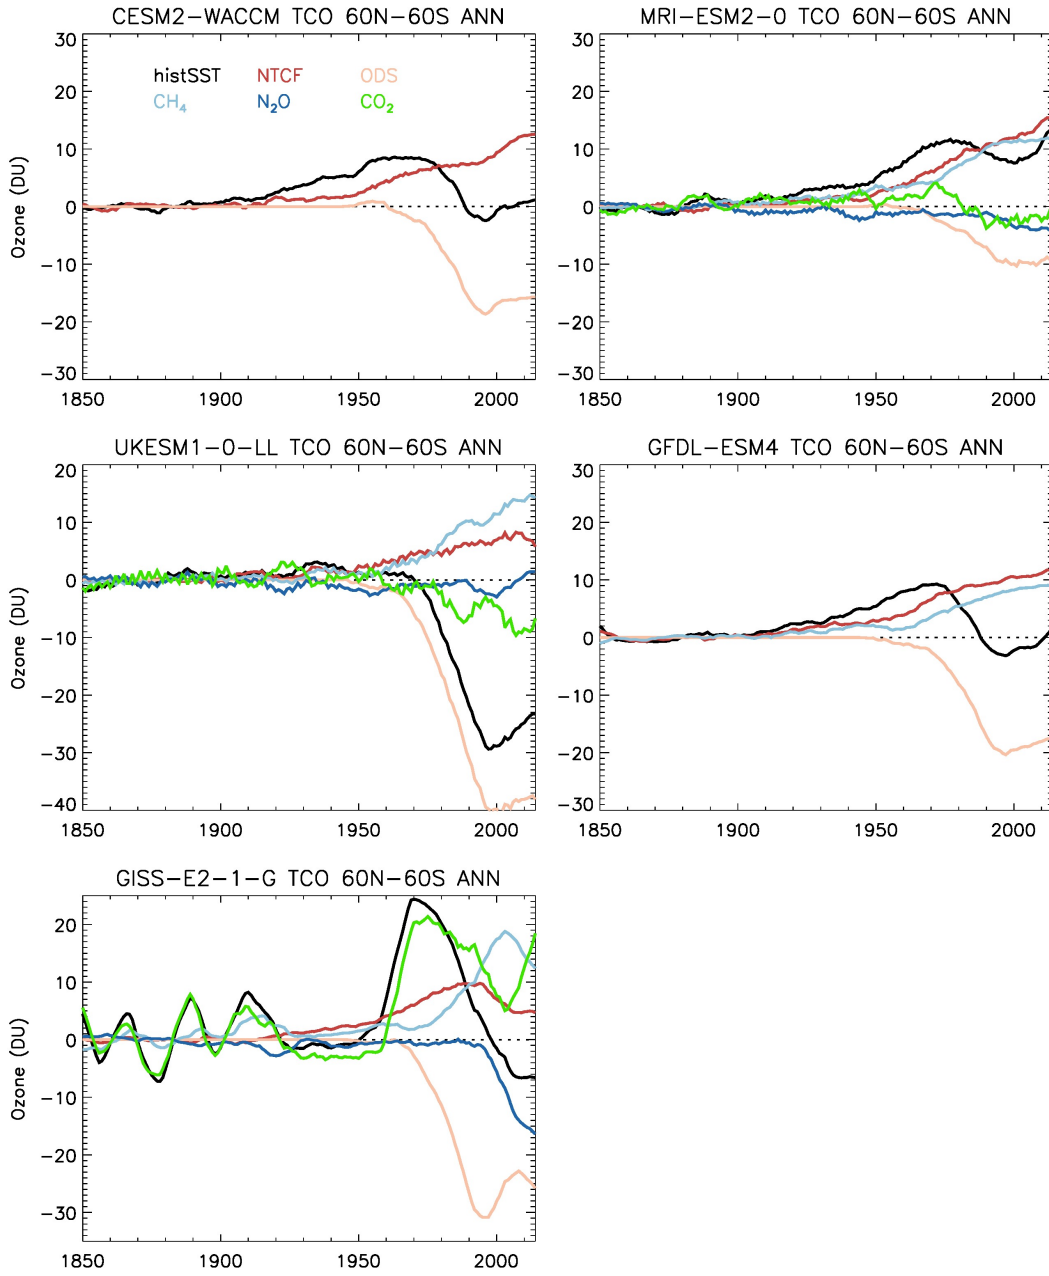 CESM2-WACCM TCO 60N-60S ANN
30
20
10
0
-10
-20
-30
Ozone (DU)
histSST NTCF ODS
CH4 N2O CO2
1850 1900 1950 2000
MRI-ESM2-0 TCO 60N-60S ANN
30
20
10
0
-10
-20
-30
1850 1900 1950 2000
UKESM1-0-LL TCO 60N-60S ANN
20
10
0
-10
-20
-30
-40
Ozone (DU)
1850 1900 1950 2000
GFDL-ESM4 TCO 60N-60S ANN
30
20
10
0
-10
-20
-30
1850 1900 1950 2000
GISS-E2-1-G TCO 60N-60S ANN
20
10
0
-10
-20
-30
Ozone (DU)
1850 1900 1950 2000